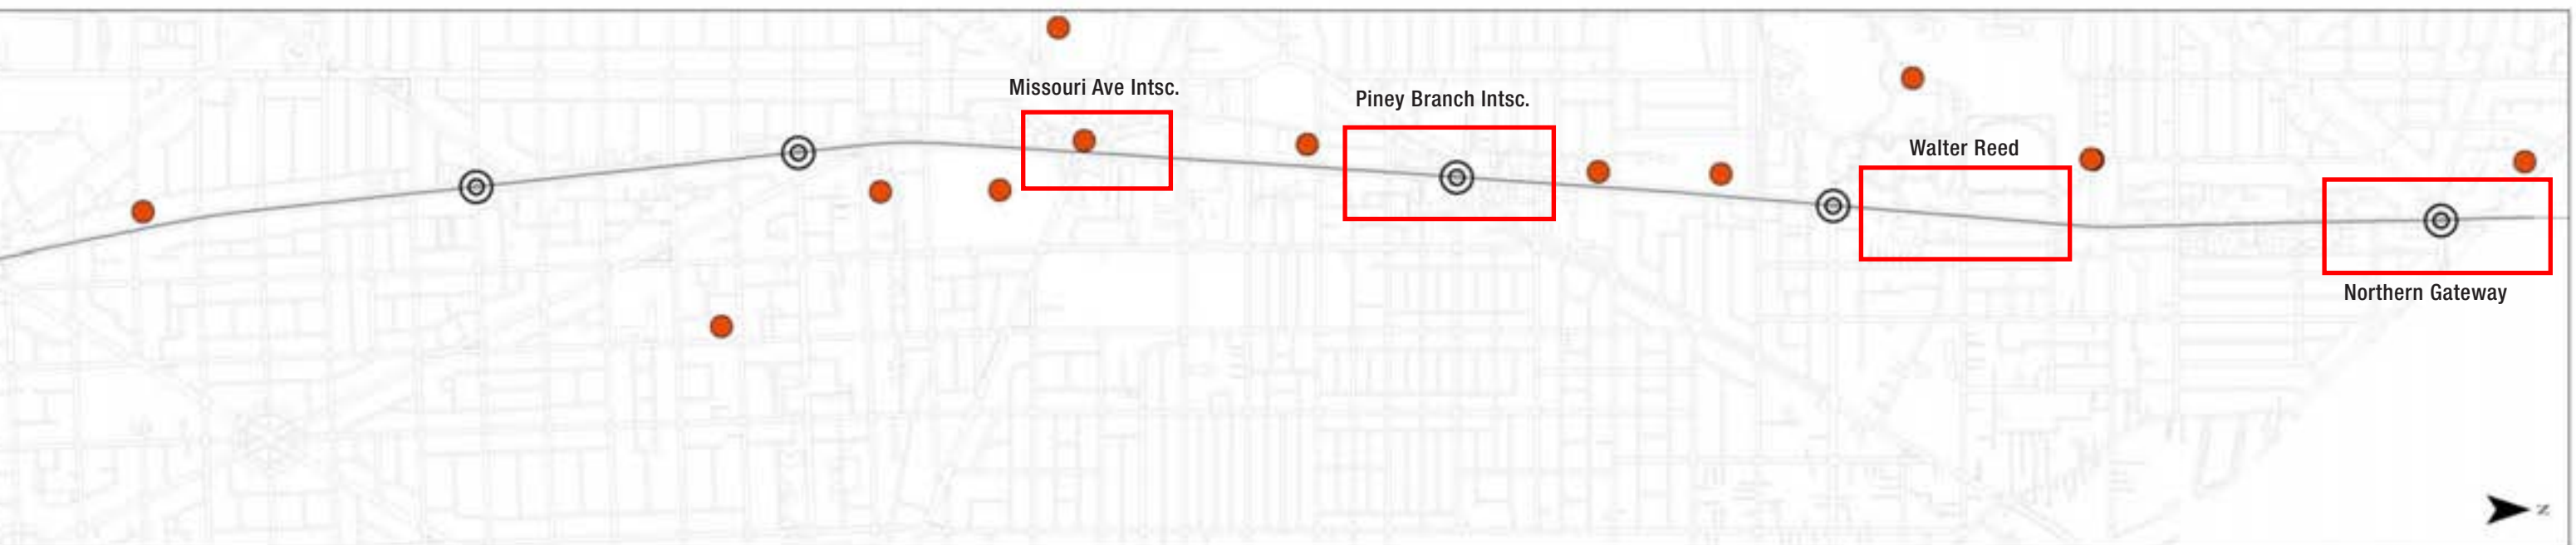 Missouri Ave Intsc.
Piney Branch Intsc.
Walter Reed
Northern Gateway
N